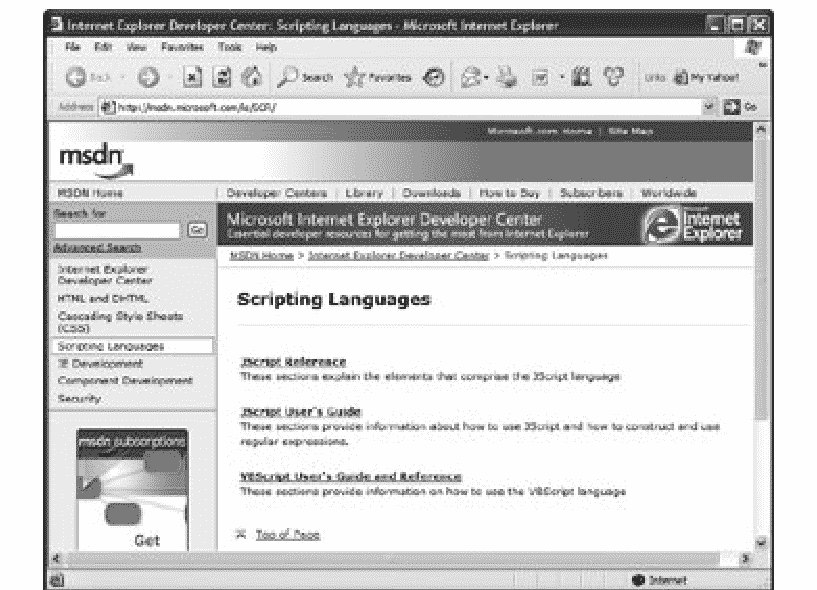 Internet Explorer Developer Center: Scripting Languages - Microsoft Internet Explorer
File Edit View Favorites Tools Help
Back Search Favorites Links My Yahoo!
Address http://msdn.microsoft.com/ie/SCR/ Go
Microsoft.com Home | Site Map
msdn
MSDN Home | Developer Centers | Library | Downloads | How to Buy | Subscribers | Worldwide
Search for
Go
Advanced Search
Microsoft Internet Explorer Developer Center
Essential developer resources for getting the most from Internet Explorer
Internet Explorer
MSDN Home > Internet Explorer Developer Center > Scripting Languages
Internet Explorer
Developer Center
HTML and DHTML
Cascading Style Sheets
(CSS)
Scripting Languages
IE Development
Component Development
Security
msdn subscriptions
Get
Scripting Languages
JScript Reference
These sections explain the elements that comprise the JScript language
JScript User's Guide
These sections provide information about how to use JScript and how to construct and use
regular expressions.
VBScript User's Guide and Reference
These sections provide information on how to use the VBScript language
Top of Page
Internet